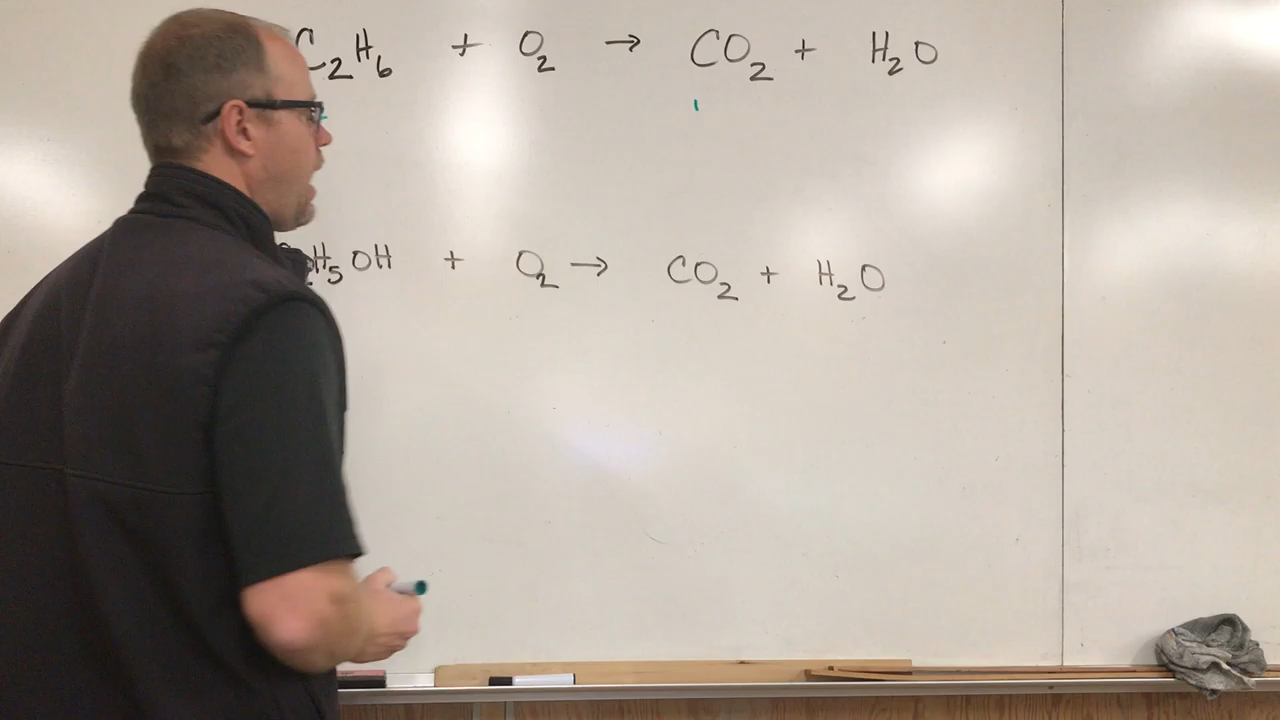 C₂H₆ + O₂ → CO₂ + H₂O
H₅OH + O₂ → CO₂ + H₂O